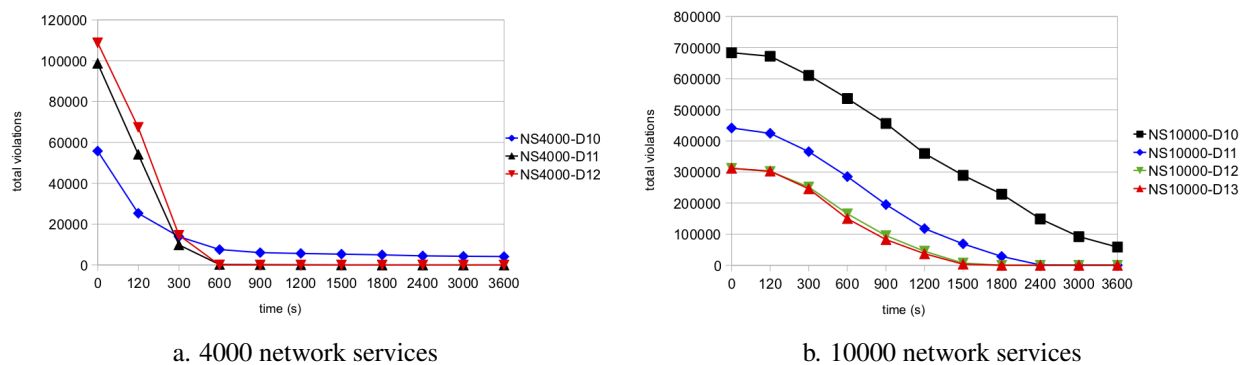 120000
100000
80000
60000
40000
20000
0
total violations
0 120 300 600 900 1200 1500 1800 2400 3000 3600
time (s)
NS4000-D10
NS4000-D11
NS4000-D12
a. 4000 network services
800000
700000
600000
500000
400000
300000
200000
100000
0
total violations
0 120 300 600 900 1200 1500 1800 2400 3000 3600
time (s)
NS10000-D10
NS10000-D11
NS10000-D12
NS10000-D13
b. 10000 network services